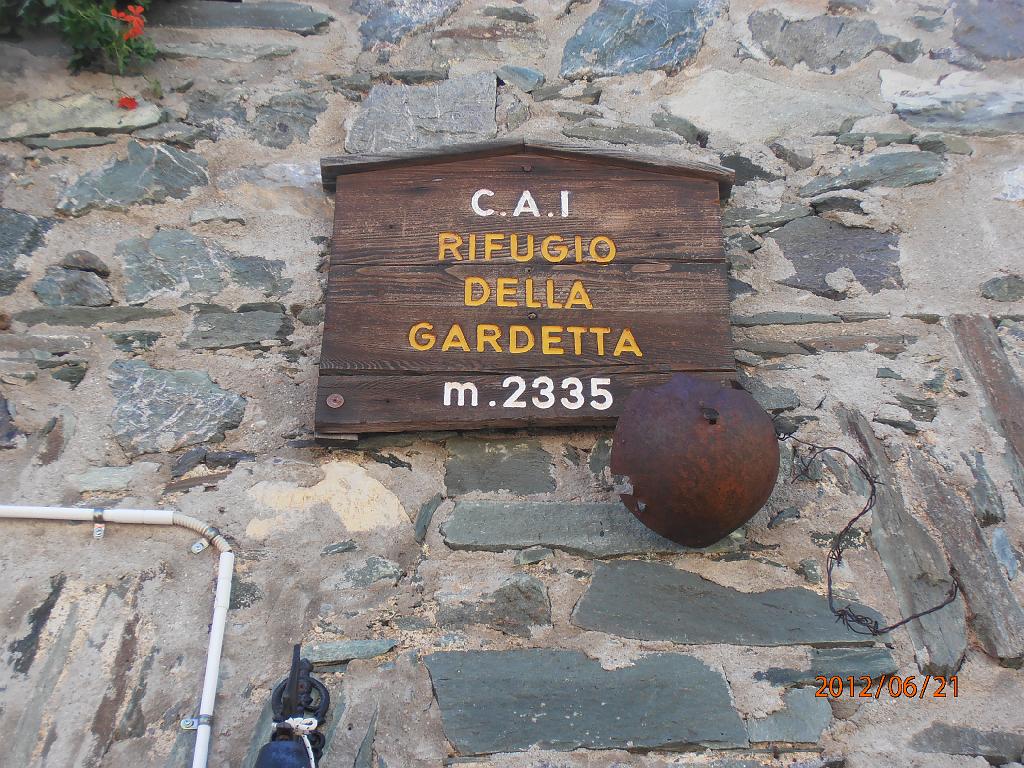 C.A.I
RIFUGIO
DELLA
GARDETTA
m.2335
2012/06/21